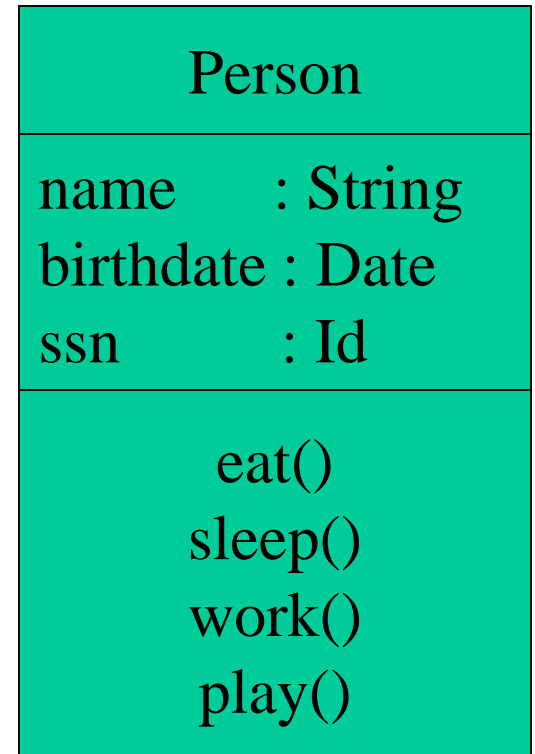 Person
name : String
birthdate : Date
ssn : Id
eat()
sleep()
work()
play()